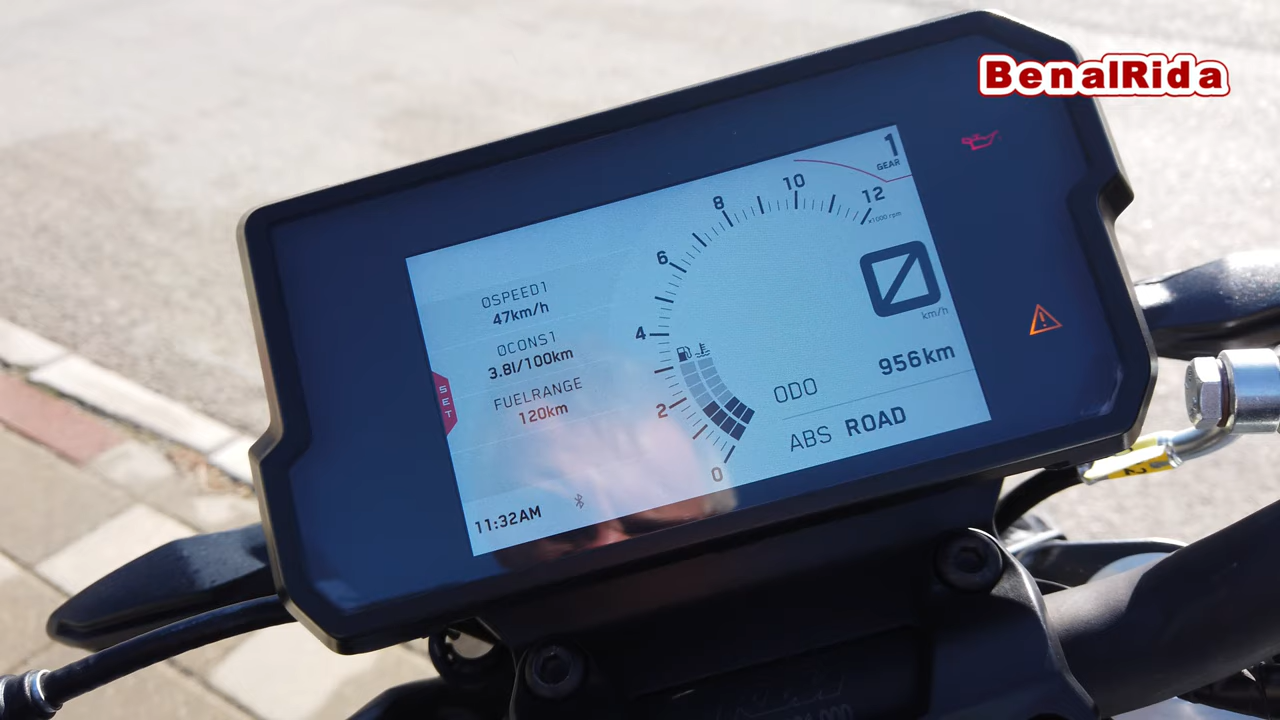 BenalRida
1
GEAR
10
12
8
x1000 rpm
6
ØSPEED1
47km/h
4
0
km/h
ØCONS1
3.8l/100km
SET
FUELRANGE
120km
2
ODO
956km
ABS ROAD
0
11:32AM